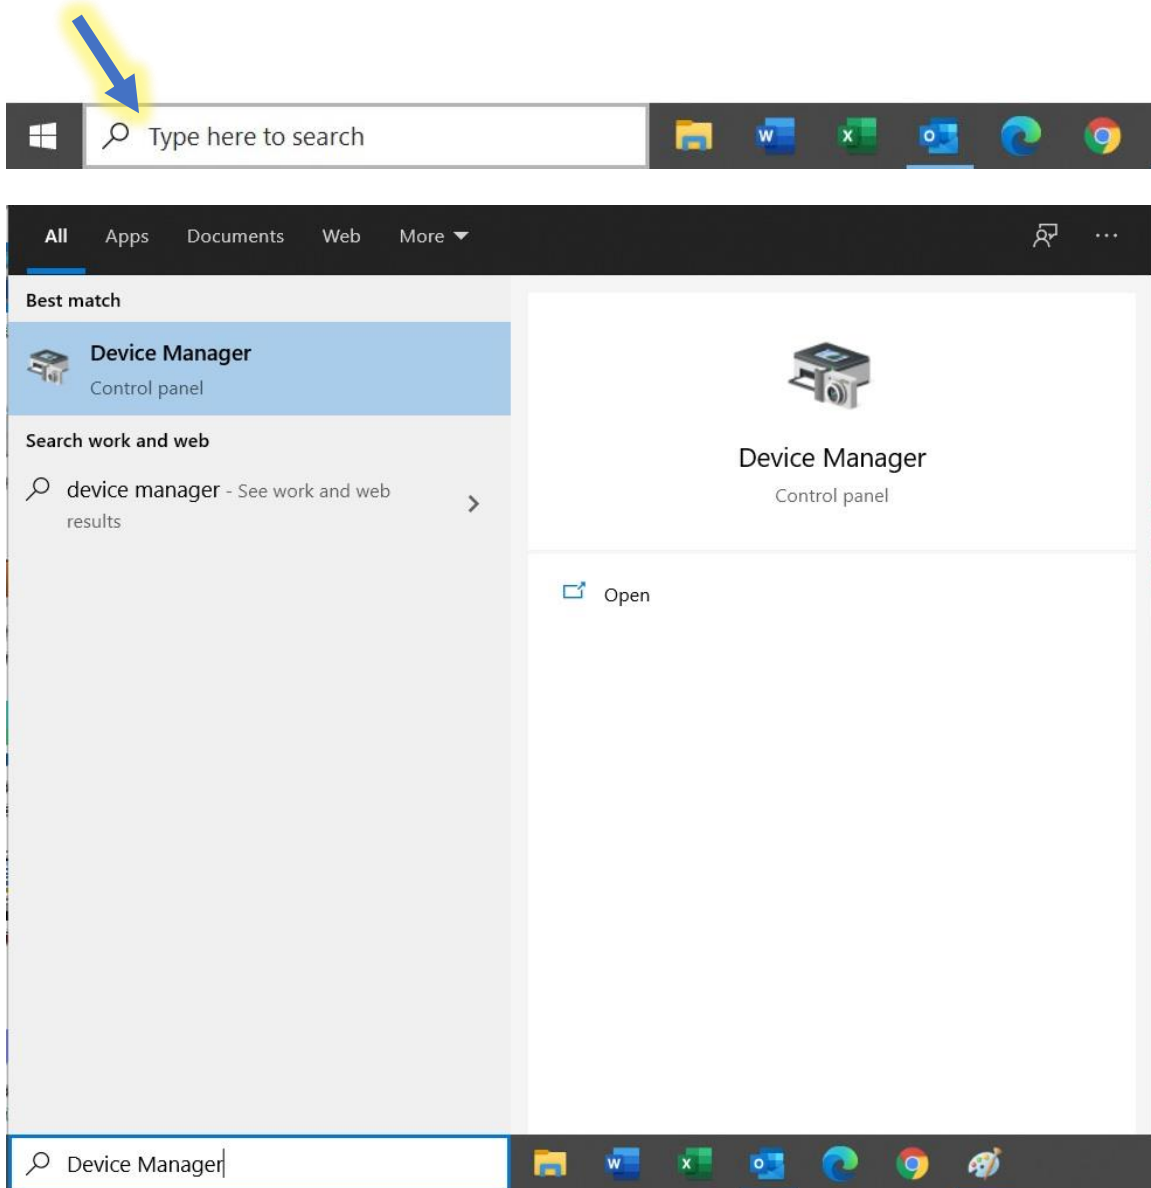 Type here to search
W
X
O
All Apps Documents Web More
Best match
Device Manager
Control panel
Search work and web
device manager - See work and web
results
Device Manager
Control panel
Open
Device Manager
W
X
O